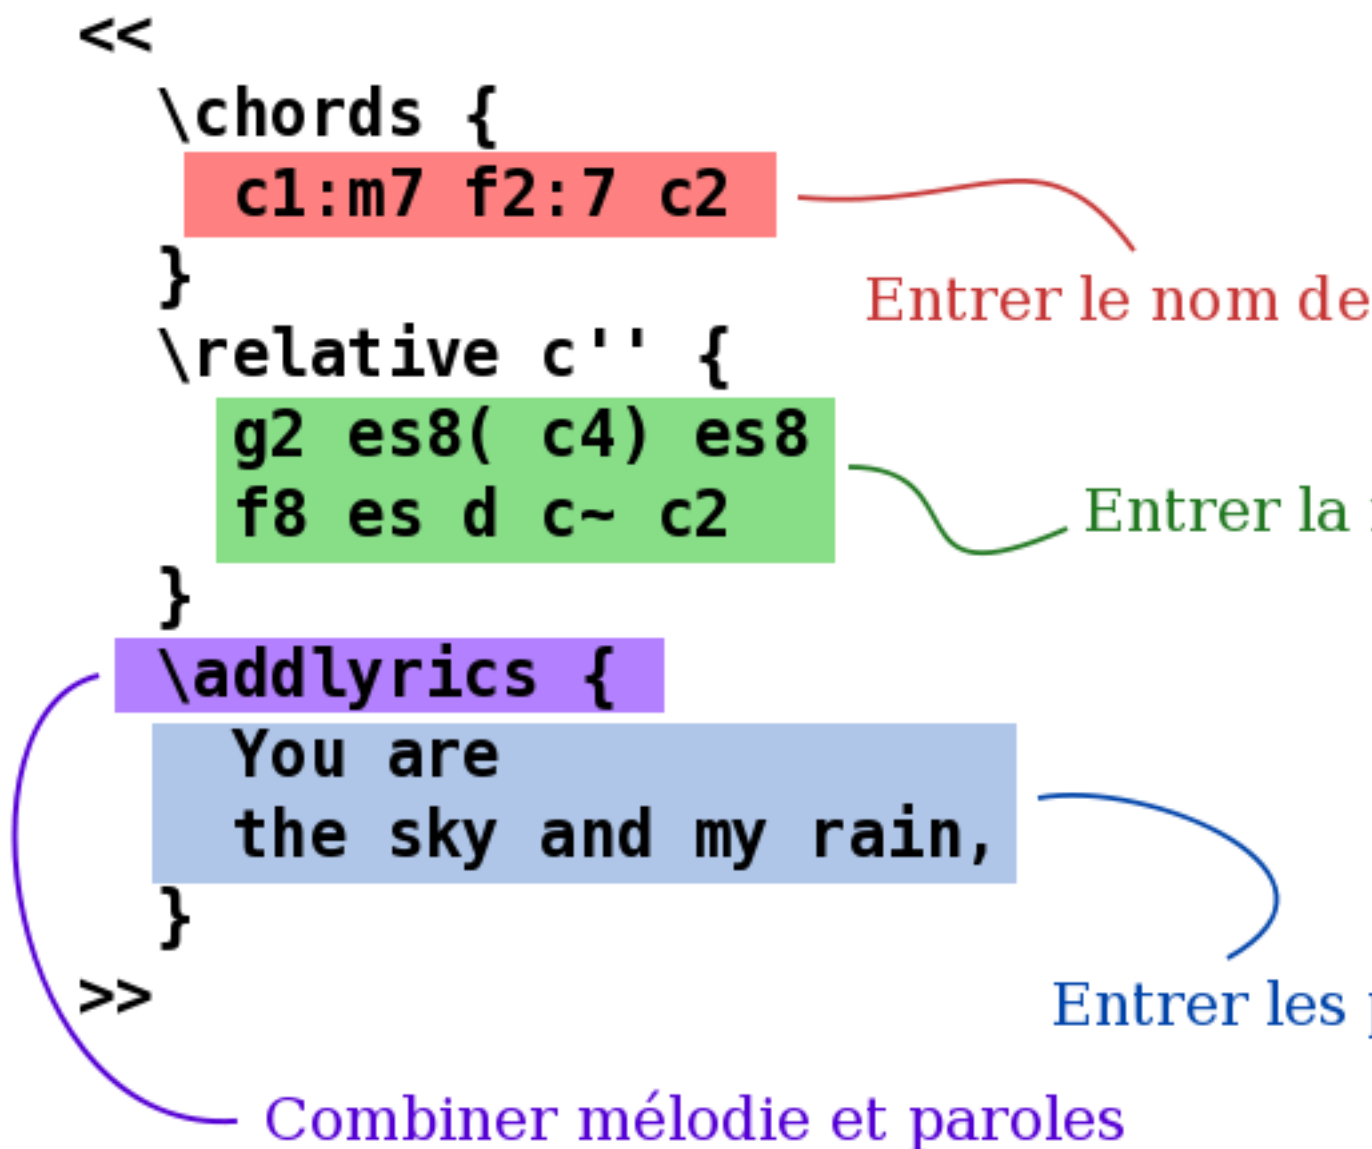 <<
\chords {
c1:m7 f2:7 c2
}
Entrer le nom de
\relative c'' {
g2 es8( c4) es8
f8 es d c~ c2
Entrer la
}
\addlyrics {
You are
the sky and my rain,
}
>>
Entrer les
Combiner mélodie et paroles